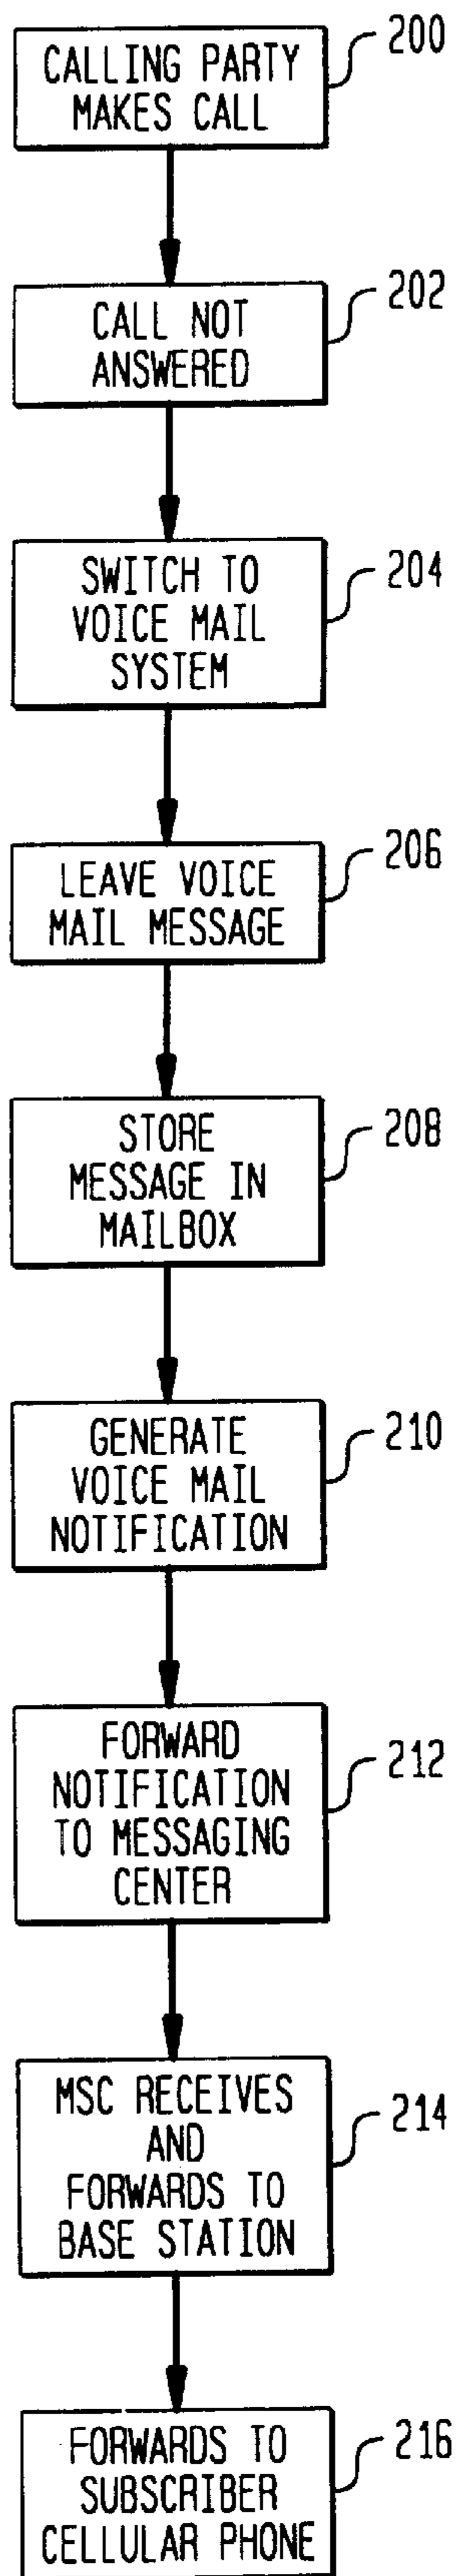 CALLING PARTY
MAKES CALL
200
CALL NOT
ANSWERED
202
SWITCH TO
VOICE MAIL
SYSTEM
204
LEAVE VOICE
MAIL MESSAGE
206
STORE
MESSAGE IN
MAILBOX
208
GENERATE
VOICE MAIL
NOTIFICATION
210
FORWARD
NOTIFICATION
TO MESSAGING
CENTER
212
MSC RECEIVES
AND
FORWARDS TO
BASE STATION
214
FORWARDS TO
SUBSCRIBER
CELLULAR PHONE
216